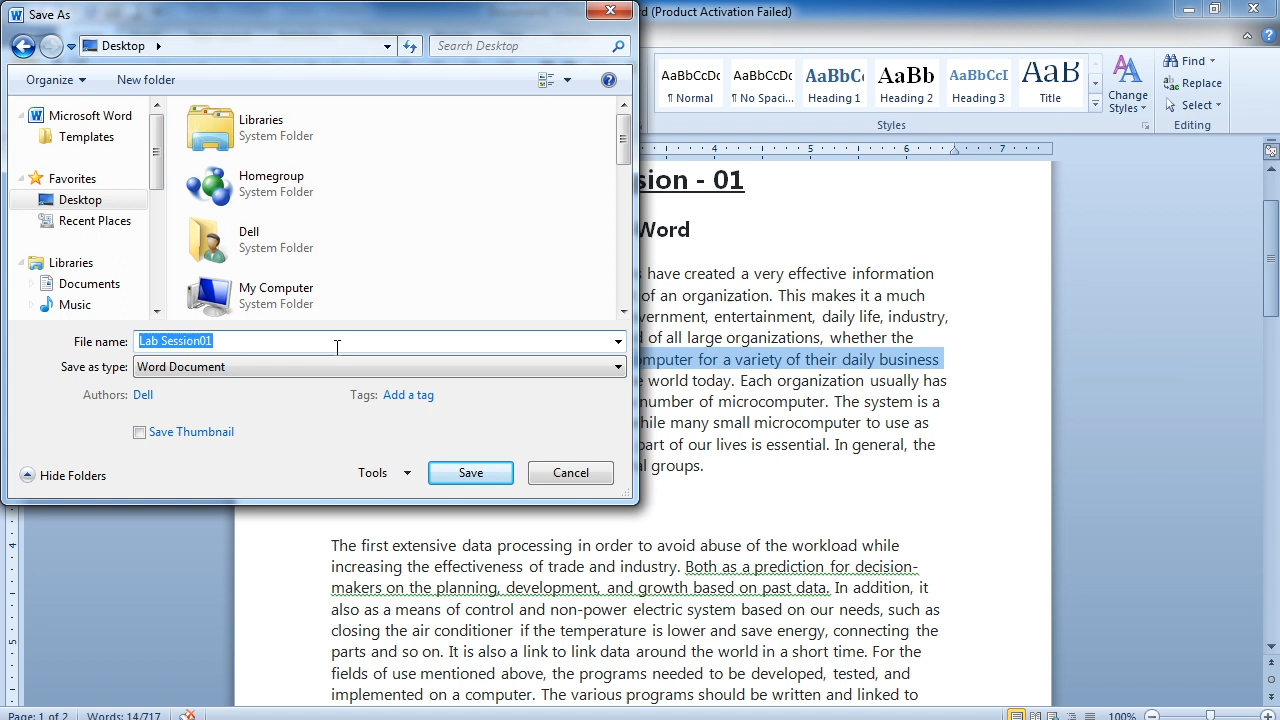 Save As
d (Product Activation Failed)
Desktop
Search Desktop
Organize
New folder
Microsoft Word
Templates
Favorites
Desktop
Recent Places
Libraries
Documents
Music
Libraries
System Folder
Homegroup
System Folder
Dell
System Folder
My Computer
System Folder
File name: Lab Session01
Save as type: Word Document
Authors: Dell
Tags: Add a tag
Save Thumbnail
Hide Folders
Tools
Save
Cancel
AaBbCcDc AaBbCcDc AaBbCc AaBb AaBbCcI AaB
¶ Normal ¶ No Spaci... Heading 1 Heading 2 Heading 3 Title
Change
Styles
Find
Replace
Select
Styles
Editing
4 5 6 7
sion - 01
Word
s have created a very effective information
of an organization. This makes it a much
vernment, entertainment, daily life, industry,
d of all large organizations, whether the
mputer for a variety of their daily business
e world today. Each organization usually has
number of microcomputer. The system is a
hile many small microcomputer to use as
part of our lives is essential. In general, the
al groups.
The first extensive data processing in order to avoid abuse of the workload while
increasing the effectiveness of trade and industry. Both as a prediction for decision-
makers on the planning, development, and growth based on past data. In addition, it
also as a means of control and non-power electric system based on our needs, such as
closing the air conditioner if the temperature is lower and save energy, connecting the
parts and so on. It is also a link to link data around the world in a short time. For the
fields of use mentioned above, the programs needed to be developed, tested, and
implemented on a computer. The various programs should be written and linked to
4
5
Page: 1 of 2
Words: 14/717
100%